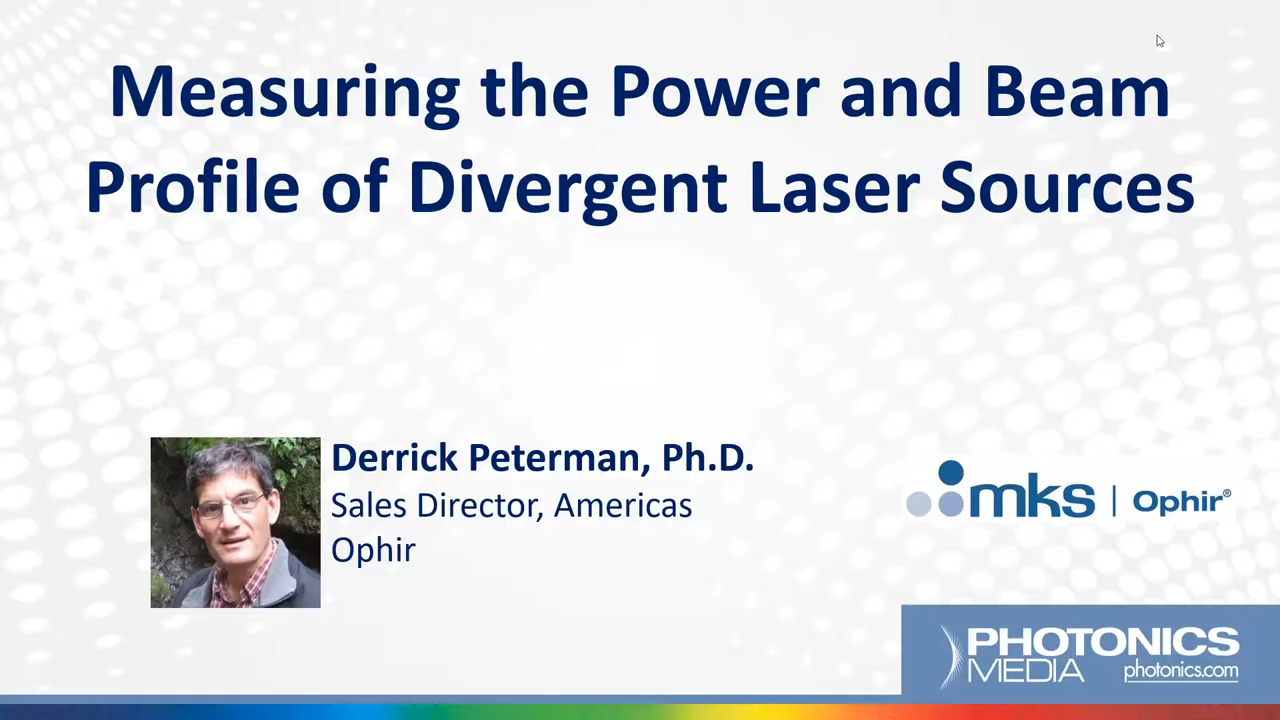 Measuring the Power and Beam
Profile of Divergent Laser Sources
Derrick Peterman, Ph.D.
Sales Director, Americas
Ophir
mks | Ophir®
PHOTONICS
MEDIA photonics.com